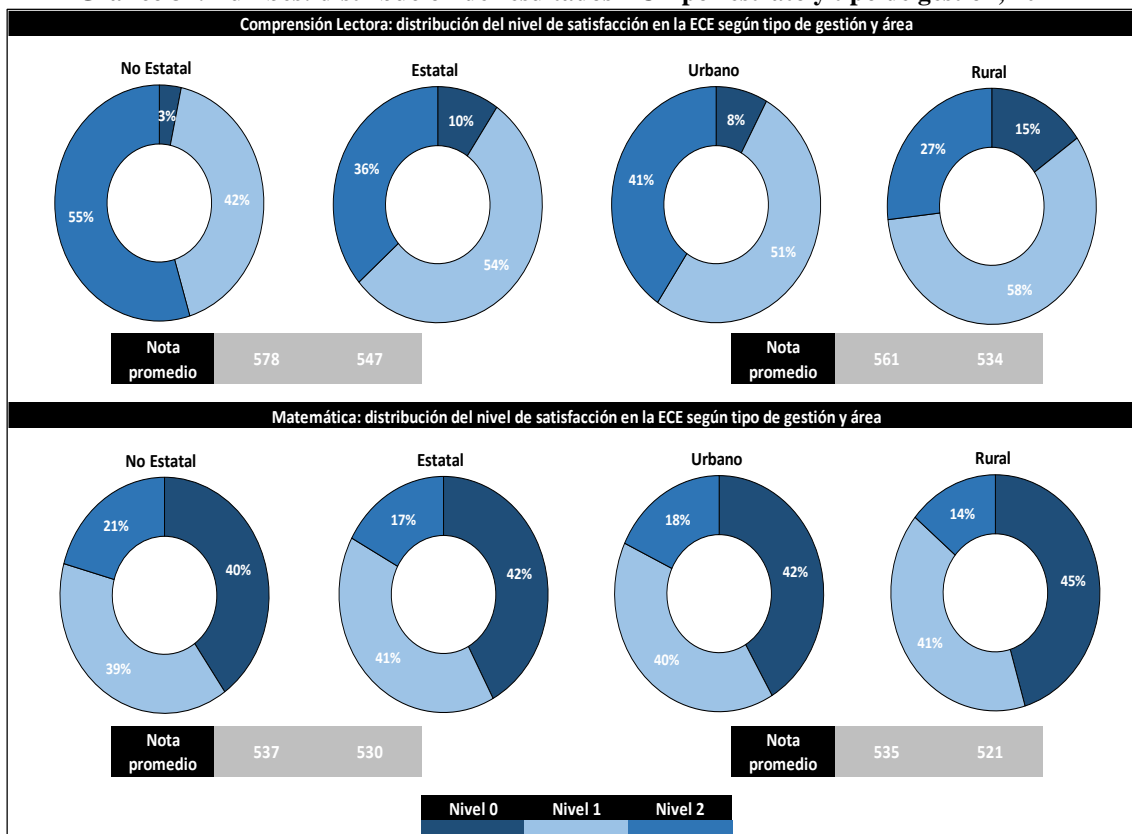 Comprensión Lectora: distribución del nivel de satisfacción en la ECE según tipo de gestión y área
No Estatal
Estatal
Urbano
Rural
3%
42%
55%
10%
54%
36%
8%
51%
41%
15%
58%
27%
Nota promedio 578 547
Nota promedio 561 534
Matemática: distribución del nivel de satisfacción en la ECE según tipo de gestión y área
No Estatal
Estatal
Urbano
Rural
40%
39%
21%
42%
41%
17%
42%
40%
18%
45%
41%
14%
Nota promedio 537 530
Nota promedio 535 521
Nivel 0 Nivel 1 Nivel 2